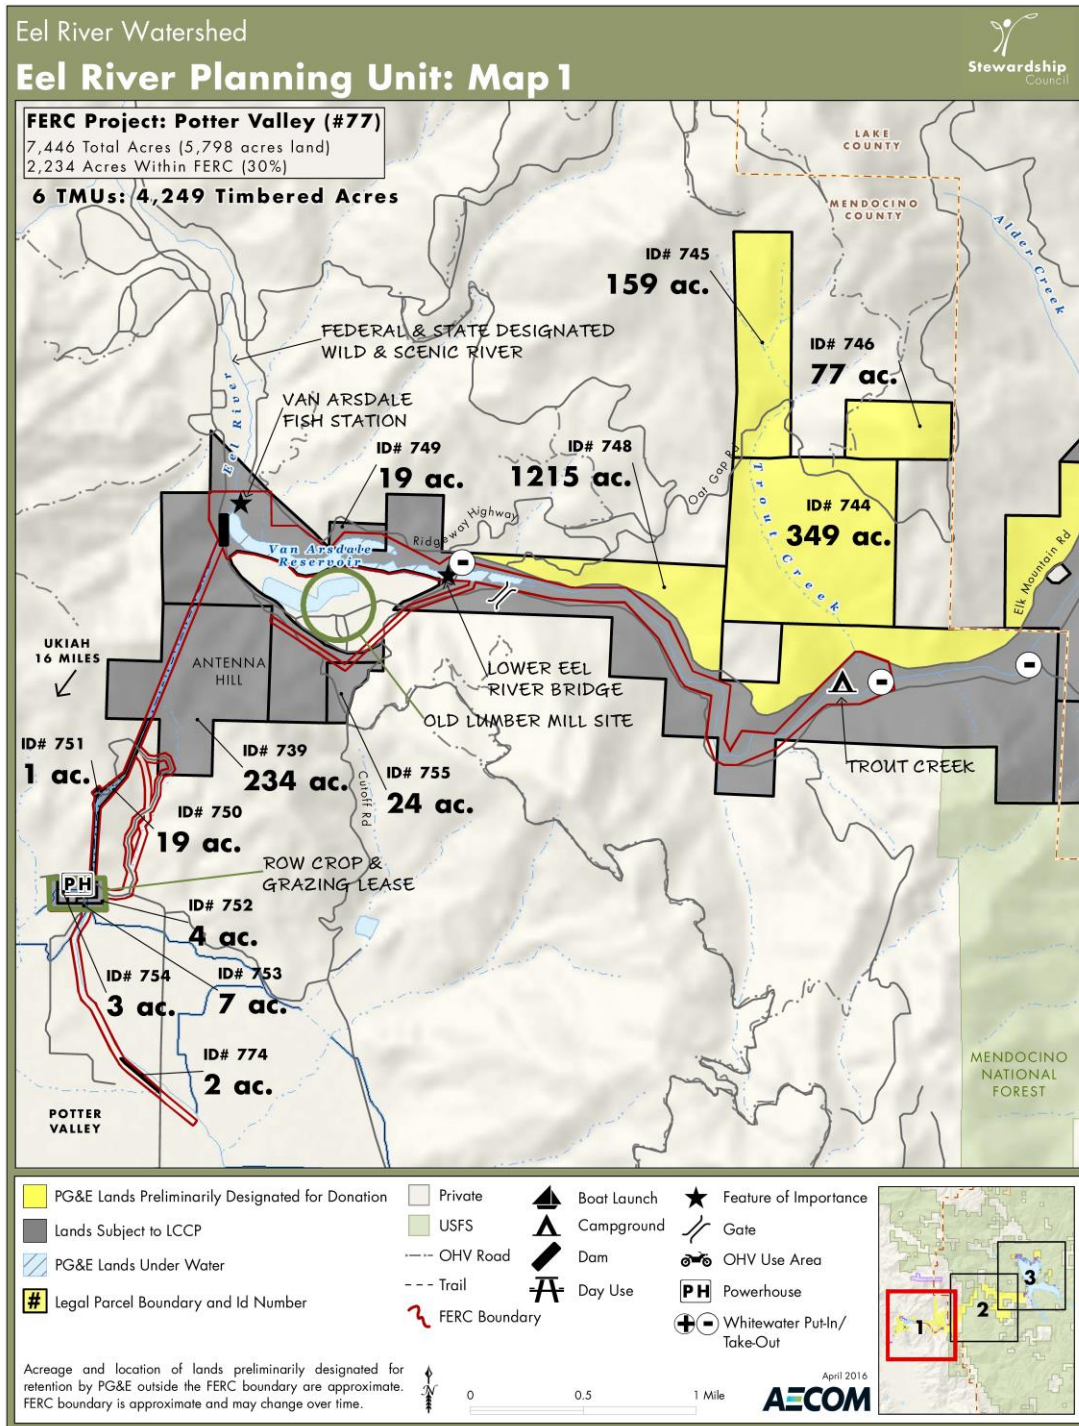 Eel River Watershed
Eel River Planning Unit: Map 1
Stewardship
Council
FERC Project: Potter Valley (#77)
7,446 Total Acres (5,798 acres land)
2,234 Acres Within FERC (30%)
6 TMUs: 4,249 Timbered Acres
LAKE
COUNTY
MENDOCINO
COUNTY
Alder Creek
ID# 745
159 ac.
FEDERAL & STATE DESIGNATED
WILD & SCENIC RIVER
ID# 746
77 ac.
Eel River
VAN ARSDALE
FISH STATION
ID# 749
19 ac.
ID# 748
1215 ac.
Oat Gap Rd
Trout Creek
ID# 744
349 ac.
Ridgeway Highway
Van Arsdale
Reservoir
Elk Mountain Rd
UKIAH
16 MILES
ANTENNA
HILL
LOWER EEL
RIVER BRIDGE
OLD LUMBER MILL SITE
ID# 751
1 ac.
ID# 739
234 ac.
ID# 755
24 ac.
Cutoff Rd
TROUT CREEK
ID# 750
19 ac.
ROW CROP &
GRAZING LEASE
PH
ID# 752
4 ac.
ID# 754
3 ac.
ID# 753
7 ac.
ID# 774
2 ac.
POTTER
VALLEY
MENDOCINO
NATIONAL
FOREST
PG&E Lands Preliminarily Designated for Donation
Lands Subject to LCCP
PG&E Lands Under Water
# Legal Parcel Boundary and Id Number
Private
USFS
OHV Road
Trail
FERC Boundary
Boat Launch
Campground
Dam
Day Use
Feature of Importance
Gate
OHV Use Area
PH Powerhouse
Whitewater Put-In/
Take-Out
1
2
3
Acreage and location of lands preliminarily designated for
retention by PG&E outside the FERC boundary are approximate.
FERC boundary is approximate and may change over time.
N
0 0.5 1 Mile
April 2016
AECOM